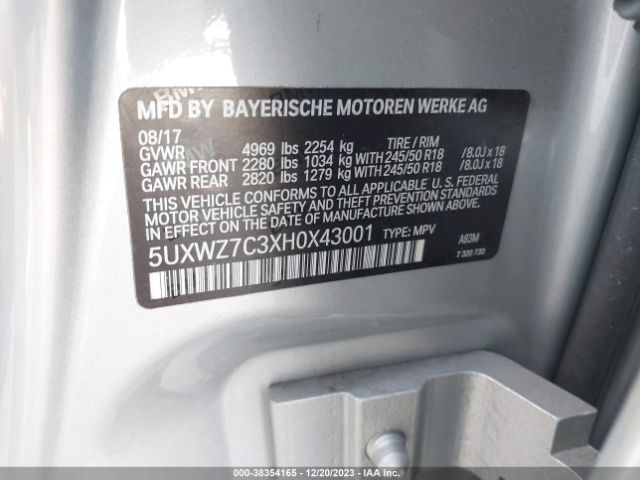 MFD BY BAYERISCHE MOTOREN WERKE AG
08/17
GVWR 4969 lbs 2254 kg TIRE / RIM
GAWR FRONT 2280 lbs 1034 kg WITH 245/50 R18 / 8.0J x 18
GAWR REAR 2820 lbs 1279 kg WITH 245/50 R18 / 8.0J x 18
THIS VEHICLE CONFORMS TO ALL APPLICABLE U. S. FEDERAL
MOTOR VEHICLE SAFETY AND THEFT PREVENTION STANDARDS
IN EFFECT ON THE DATE OF MANUFACTURE SHOWN ABOVE.
5UXWZ7C3XH0X43001 TYPE: MPV A83M
7 320 730
000-38354165 - 12/20/2023 - IAA Inc.